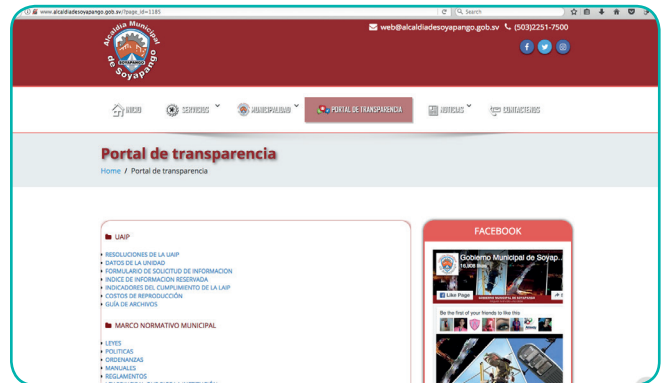 www.alcaldiadesoyapango.gob.sv/?page_id=1185
Search
web@alcaldiadesoyapango.gob.sv (503)2251-7500
Alcaldía Municipal
SOYAPANGO
de Soyapango
INICIO
SERVICIOS
MUNICIPALIDAD
PORTAL DE TRANSPARENCIA
NOTICIAS
CONTACTENOS
Portal de transparencia
Home / Portal de transparencia
UAIP
RESOLUCIONES DE LA UAIP
DATOS DE LA UNIDAD
FORMULARIO DE SOLICITUD DE INFORMACION
INDICE DE INFORMACION RESERVADA
INDICADORES DEL CUMPLIMIENTO DE LA LAIP
COSTOS DE REPRODUCCIÓN
GUÍA DE ARCHIVOS
MARCO NORMATIVO MUNICIPAL
LEYES
POLITICAS
ORDENANZAS
MANUALES
REGLAMENTOS
FACEBOOK
Gobierno Municipal de Soyap...
Like Page
GOBIERNO MUNICIPAL DE SOYAPANGO
Be the first of your friends to like this